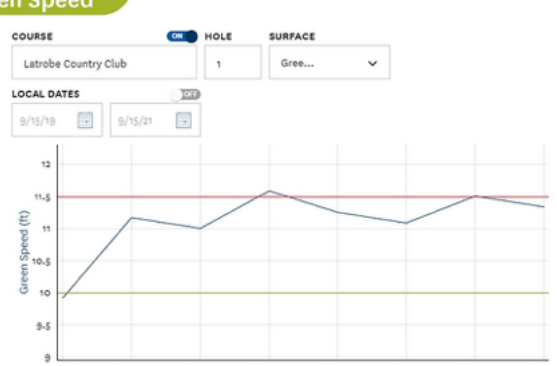 en Speed
COURSE ON HOLE SURFACE
Latrobe Country Club 1 Gree...
LOCAL DATES OFF
9/15/19 9/15/21
12
11.5
11
10.5
10
9.5
9
Green Speed (ft)